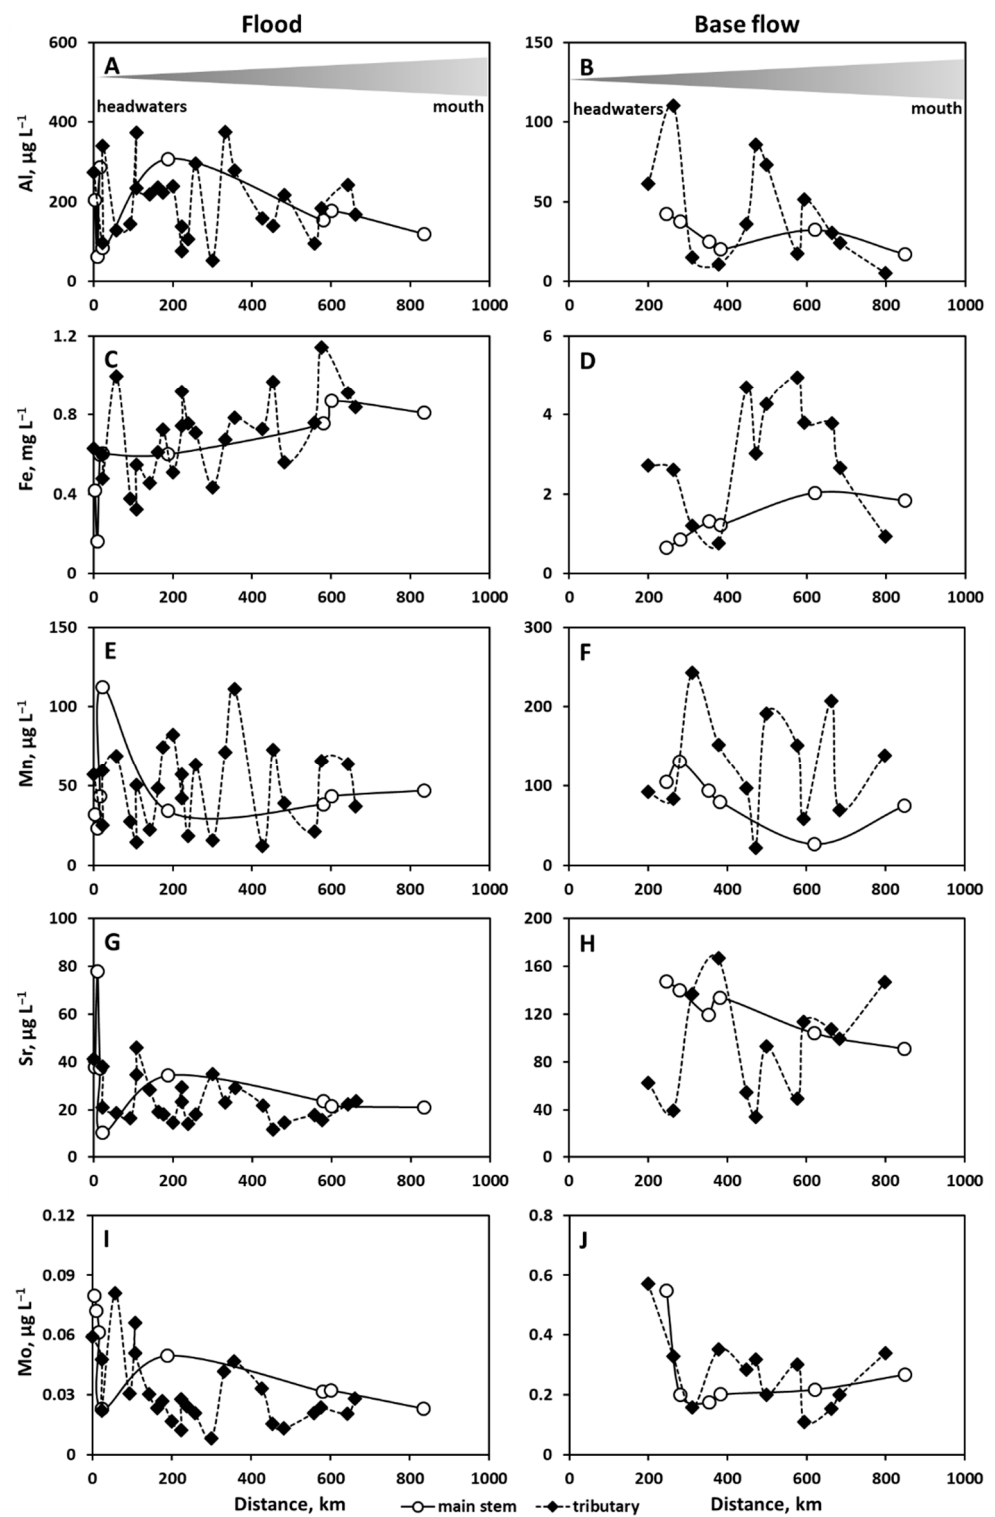 Flood Base flow
600
400
200
0
Al, µg L⁻¹
A
headwaters mouth
0 200 400 600 800 1000
150
100
50
0
B
headwaters mouth
0 200 400 600 800 1000
1.2
0.8
0.4
0
Fe, mg L⁻¹
C
0 200 400 600 800 1000
6
4
2
0
D
0 200 400 600 800 1000
150
100
50
0
Mn, µg L⁻¹
E
0 200 400 600 800 1000
300
200
100
0
F
0 200 400 600 800 1000
100
80
60
40
20
0
Sr, µg L⁻¹
G
0 200 400 600 800 1000
200
160
120
80
40
0
H
0 200 400 600 800 1000
0.12
0.09
0.06
0.03
0
Mo, µg L⁻¹
I
0 200 400 600 800 1000
0.8
0.6
0.4
0.2
0
J
0 200 400 600 800 1000
Distance, km main stem tributary Distance, km